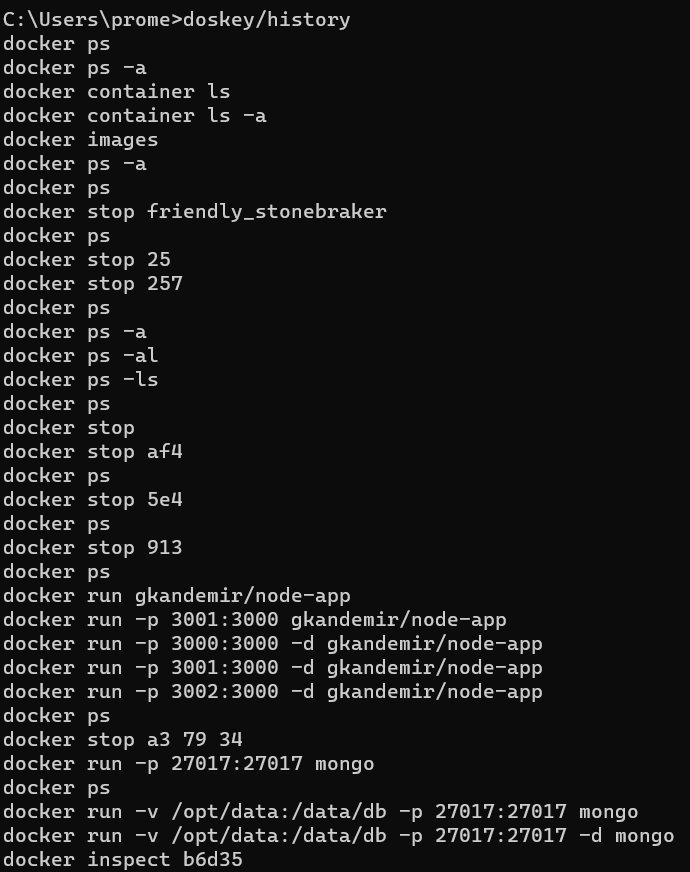 C:\Users\prome>doskey/history
docker ps
docker ps -a
docker container ls
docker container ls -a
docker images
docker ps -a
docker ps
docker stop friendly_stonebraker
docker ps
docker stop 25
docker stop 257
docker ps
docker ps -a
docker ps -al
docker ps -ls
docker ps
docker stop
docker stop af4
docker ps
docker stop 5e4
docker ps
docker stop 913
docker ps
docker run gkandemir/node-app
docker run -p 3001:3000 gkandemir/node-app
docker run -p 3000:3000 -d gkandemir/node-app
docker run -p 3001:3000 -d gkandemir/node-app
docker run -p 3002:3000 -d gkandemir/node-app
docker ps
docker stop a3 79 34
docker run -p 27017:27017 mongo
docker ps
docker run -v /opt/data:/data/db -p 27017:27017 mongo
docker run -v /opt/data:/data/db -p 27017:27017 -d mongo
docker inspect b6d35